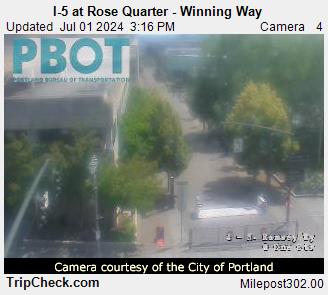 I-5 at Rose Quarter - Winning Way
Updated Jul 01 2024 3:16 PM Camera 4
PBOT
PORTLAND BUREAU OF TRANSPORTATION
Camera courtesy of the City of Portland
TripCheck.com Milepost302.00